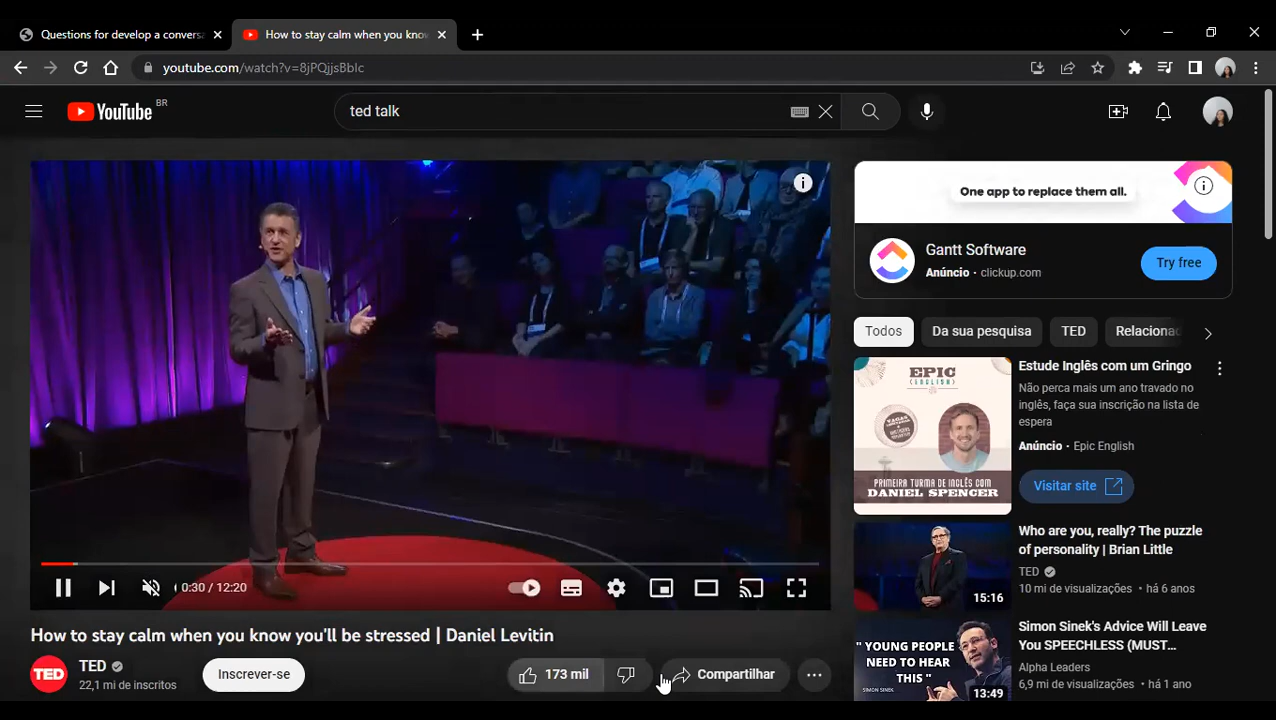 Questions for develop a conversa
How to stay calm when you know
youtube.com/watch?v=8jPQjjsBbIc
YouTube BR
ted talk
One app to replace them all.
Gantt Software
Anúncio · clickup.com
Try free
Todos
Da sua pesquisa
TED
Relacionad
EPIC
(ENGLISH)
PRIMEIRA TURMA DE INGLÊS COM
DANIEL SPENCER
Estude Inglês com um Gringo
Não perca mais um ano travado no
inglês, faça sua inscrição na lista de
espera
Anúncio · Epic English
Visitar site
Who are you, really? The puzzle
of personality | Brian Little
TED
10 mi de visualizações · há 6 anos
15:16
0:30 / 12:20
How to stay calm when you know you'll be stressed | Daniel Levitin
TED
TED
22,1 mi de inscritos
Inscrever-se
173 mil
Compartilhar
"YOUNG PEOPLE
NEED TO HEAR
THIS"
SIMON SINEK
13:49
Simon Sinek's Advice Will Leave
You SPEECHLESS (MUST...
Alpha Leaders
6,9 mi de visualizações · há 1 ano